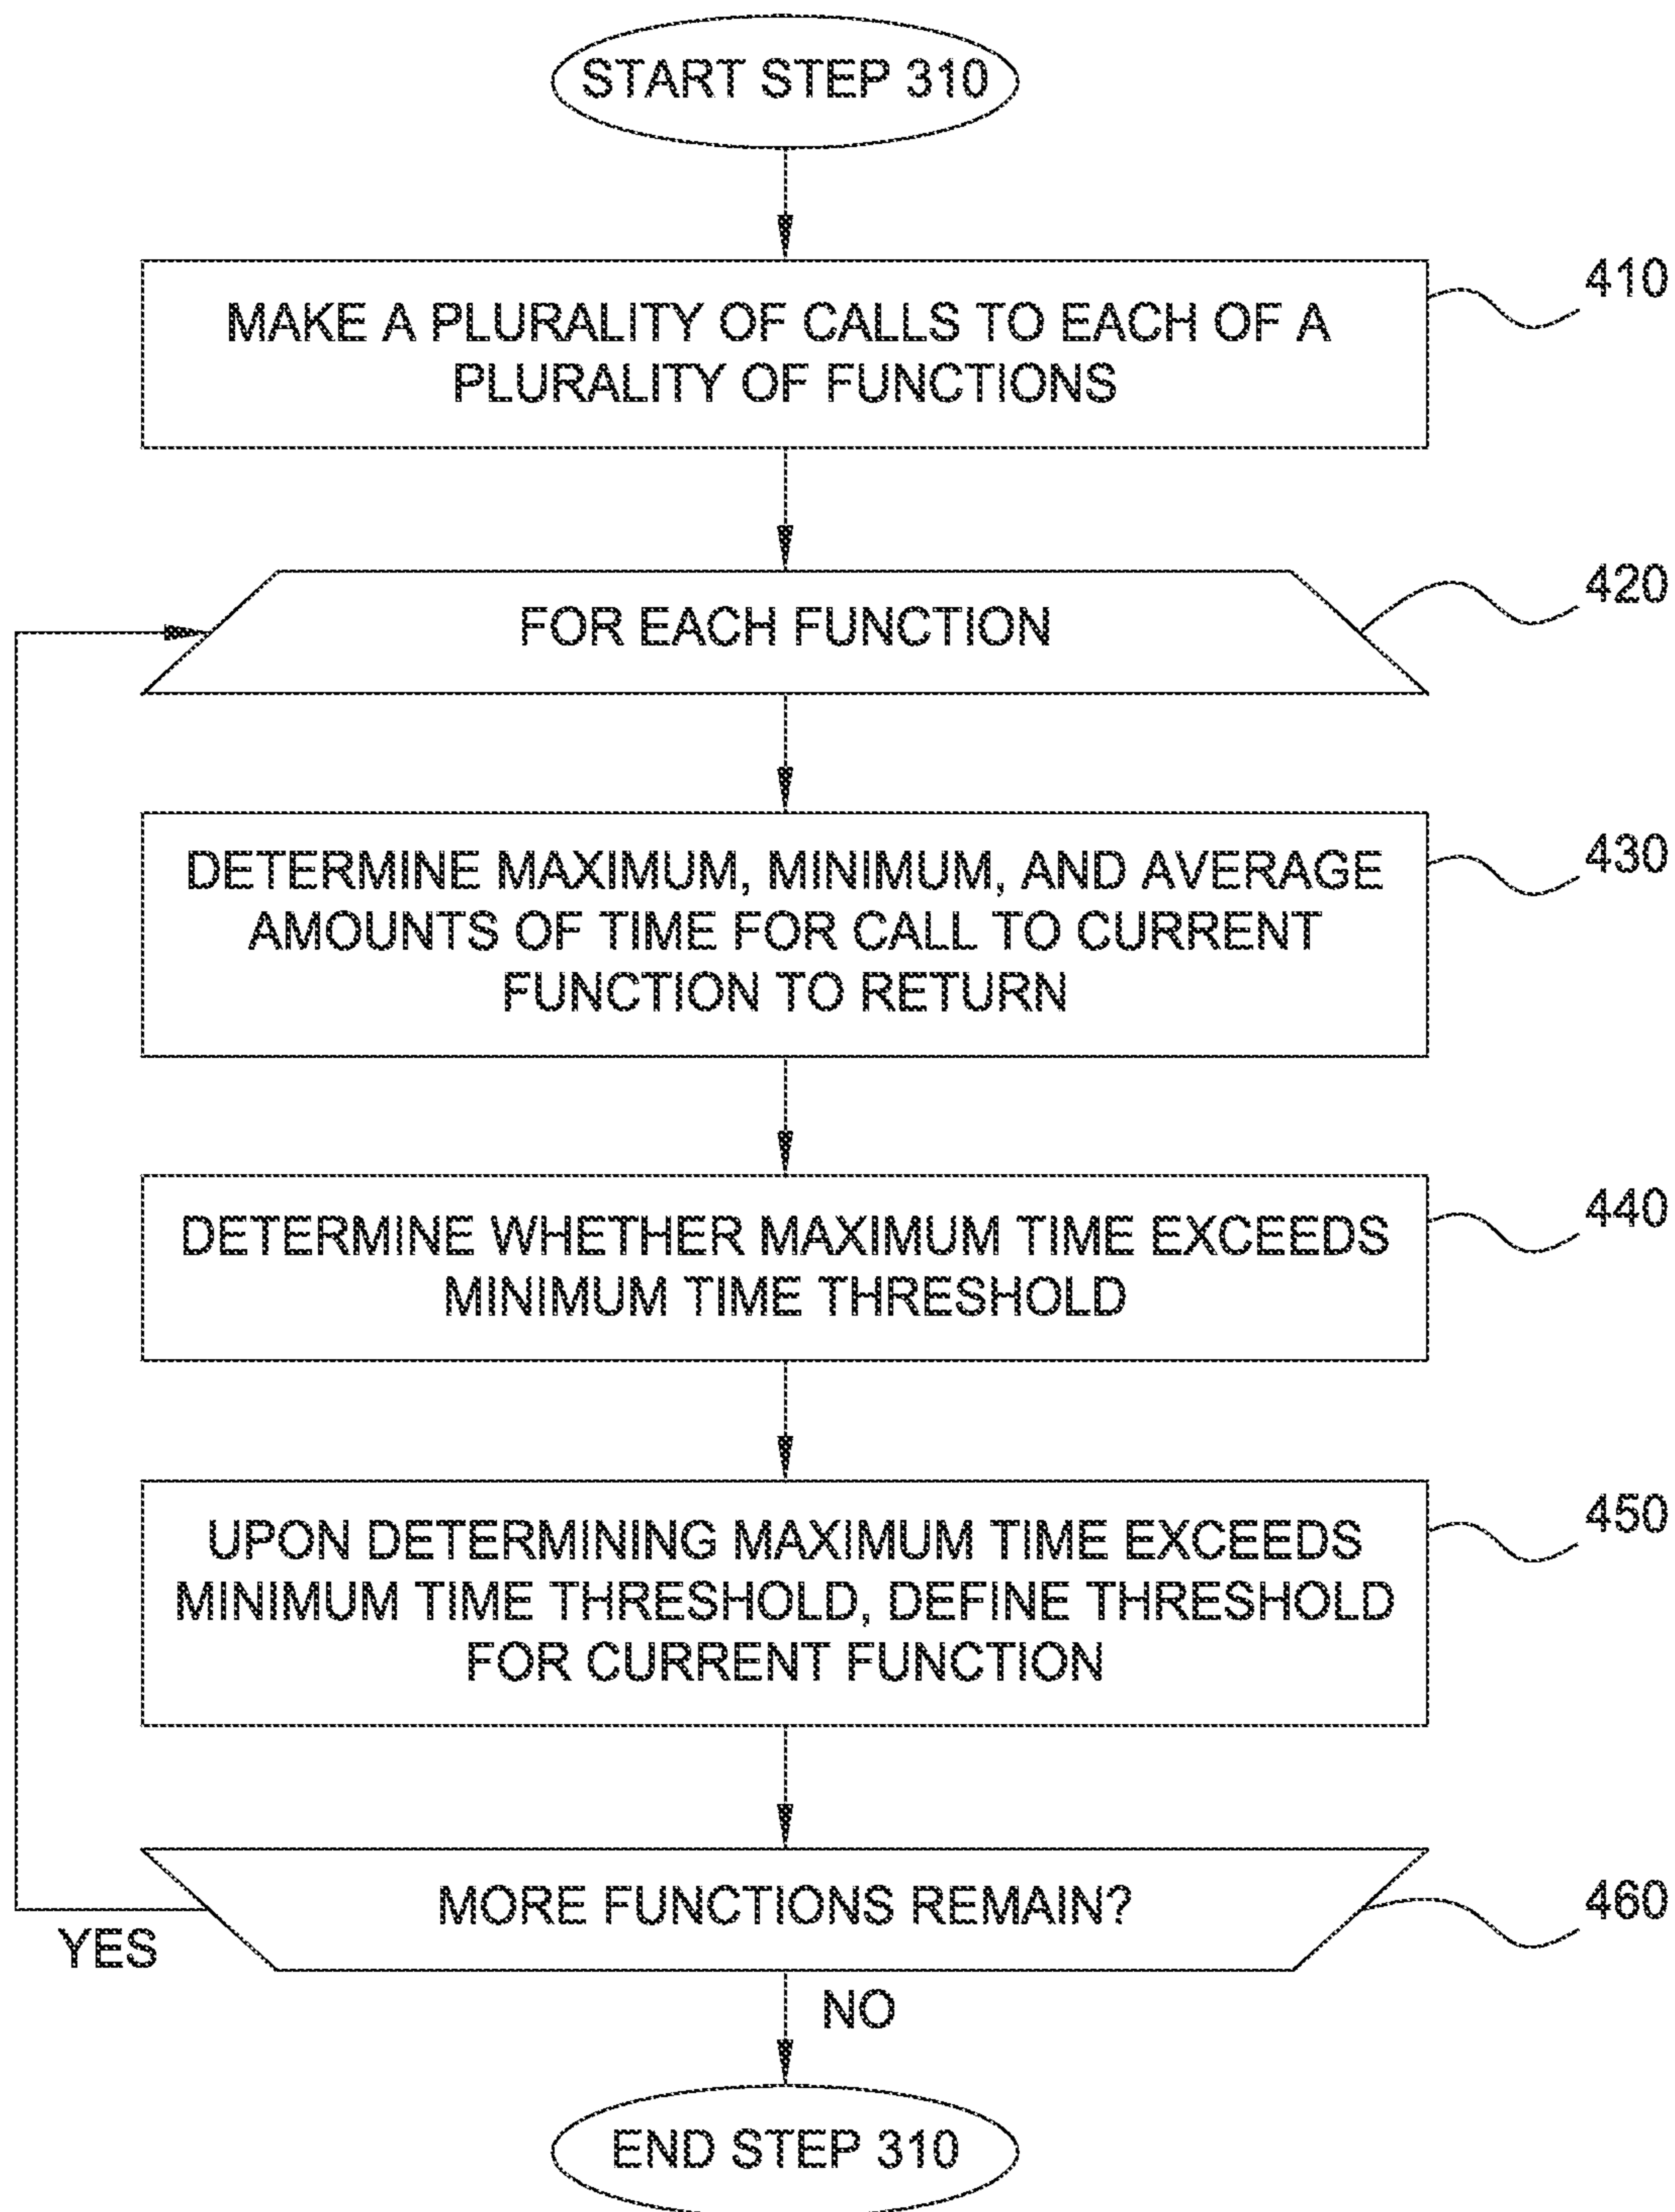 START STEP 310
410
MAKE A PLURALITY OF CALLS TO EACH OF A
PLURALITY OF FUNCTIONS
420
FOR EACH FUNCTION
430
DETERMINE MAXIMUM, MINIMUM, AND AVERAGE
AMOUNTS OF TIME FOR CALL TO CURRENT
FUNCTION TO RETURN
440
DETERMINE WHETHER MAXIMUM TIME EXCEEDS
MINIMUM TIME THRESHOLD
450
UPON DETERMINING MAXIMUM TIME EXCEEDS
MINIMUM TIME THRESHOLD, DEFINE THRESHOLD
FOR CURRENT FUNCTION
460
MORE FUNCTIONS REMAIN?
YES
NO
END STEP 310